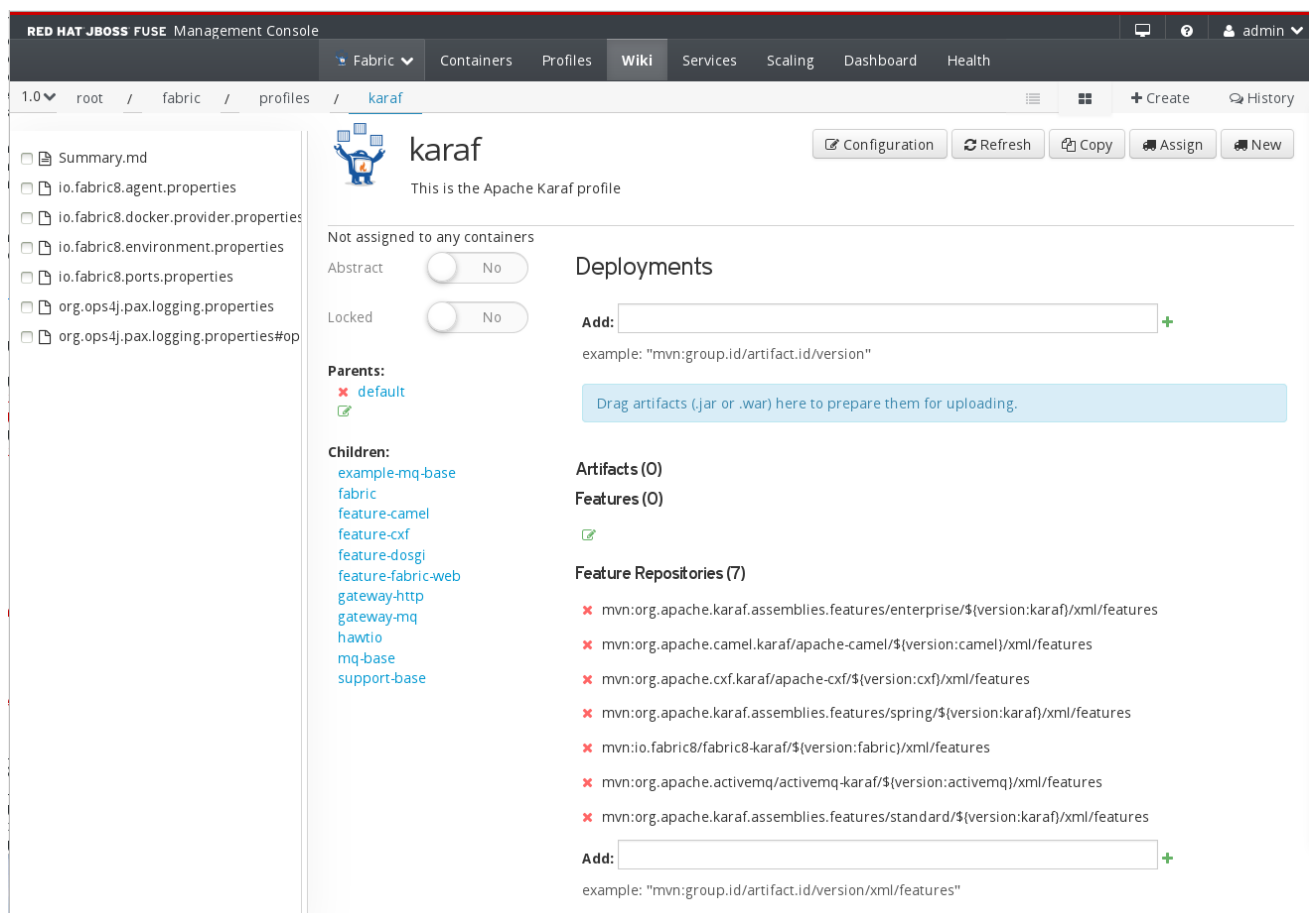 RED HAT JBOSS FUSE Management Console
admin
Fabric Containers Profiles Wiki Services Scaling Dashboard Health
1.0 root / fabric / profiles / karaf
Create History
Summary.md
io.fabric8.agent.properties
io.fabric8.docker.provider.properties
io.fabric8.environment.properties
io.fabric8.ports.properties
org.ops4j.pax.logging.properties
org.ops4j.pax.logging.properties#op
karaf
Configuration Refresh Copy Assign New
This is the Apache Karaf profile
Not assigned to any containers
Abstract No
Locked No
Parents:
default
Children:
example-mq-base
fabric
feature-camel
feature-cxf
feature-dosgi
feature-fabric-web
gateway-http
gateway-mq
hawtio
mq-base
support-base
Deployments
Add:
example: "mvn:group.id/artifact.id/version"
Drag artifacts (.jar or .war) here to prepare them for uploading.
Artifacts (0)
Features (0)
Feature Repositories (7)
mvn:org.apache.karaf.assemblies.features/enterprise/${version:karaf}/xml/features
mvn:org.apache.camel.karaf/apache-camel/${version:camel}/xml/features
mvn:org.apache.cxf.karaf/apache-cxf/${version:cxf}/xml/features
mvn:org.apache.karaf.assemblies.features/spring/${version:karaf}/xml/features
mvn:io.fabric8/fabric8-karaf/${version:fabric}/xml/features
mvn:org.apache.activemq/activemq-karaf/${version:activemq}/xml/features
mvn:org.apache.karaf.assemblies.features/standard/${version:karaf}/xml/features
Add:
example: "mvn:group.id/artifact.id/version/xml/features"